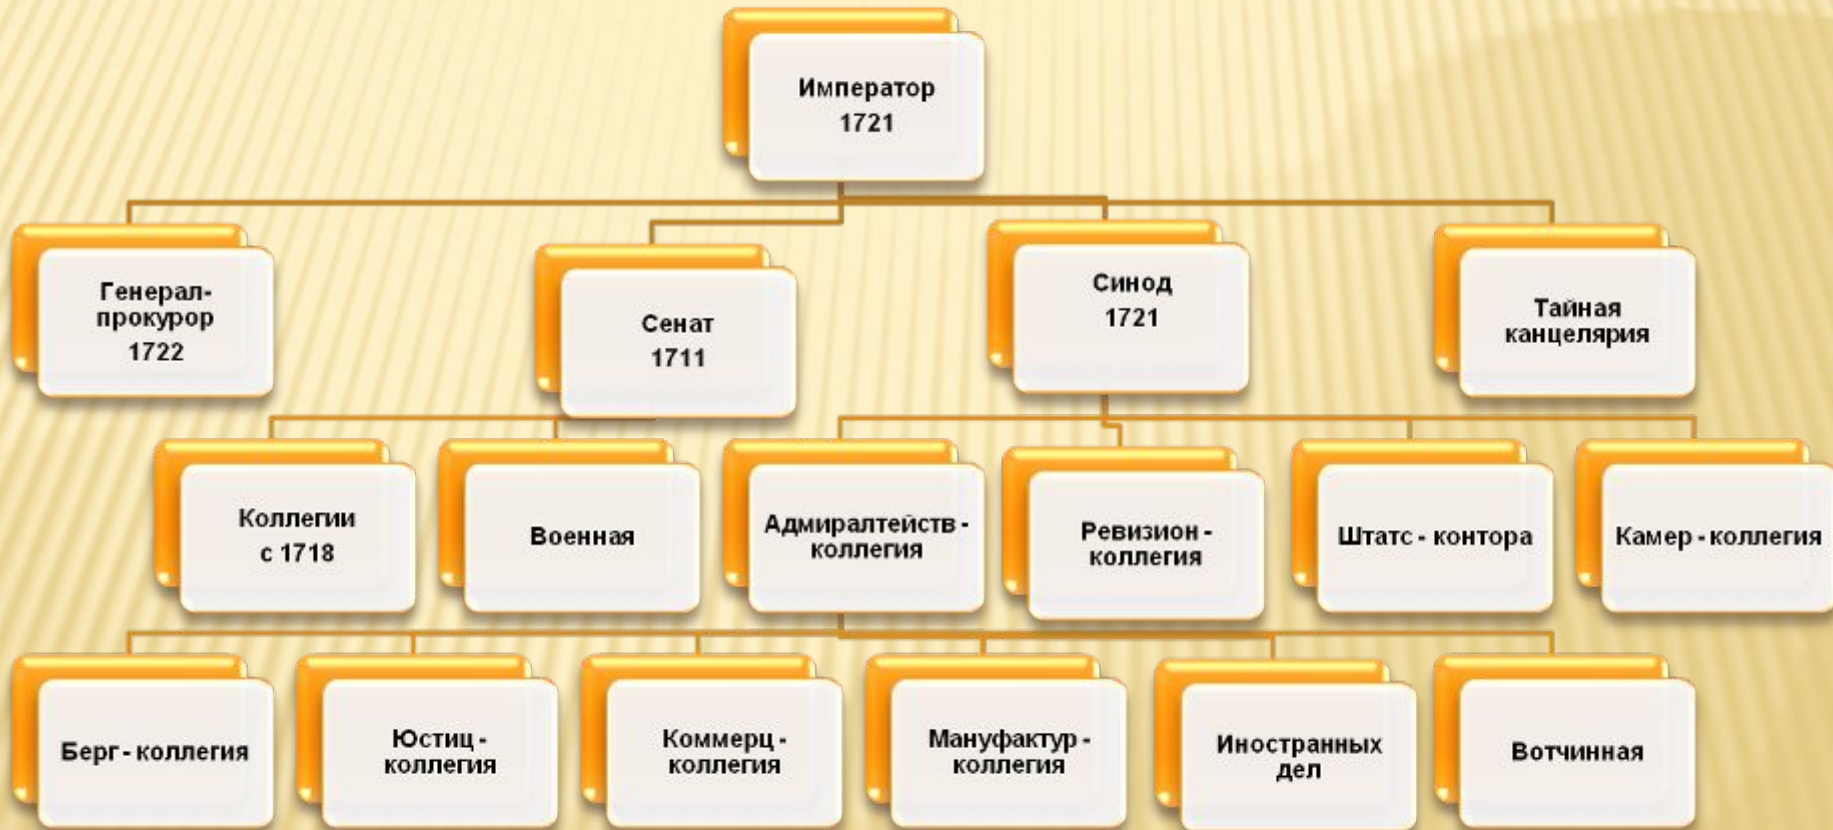 Император
1721
Генерал-
прокурор
1722
Сенат
1711
Синод
1721
Тайная
канцелярия
Коллегии
с 1718
Военная
Адмиралтейств -
коллегия
Ревизион -
коллегия
Штатс - контора
Камер - коллегия
Берг - коллегия
Юстиц -
коллегия
Коммерц -
коллегия
Мануфактур -
коллегия
Иностранных
дел
Вотчинная